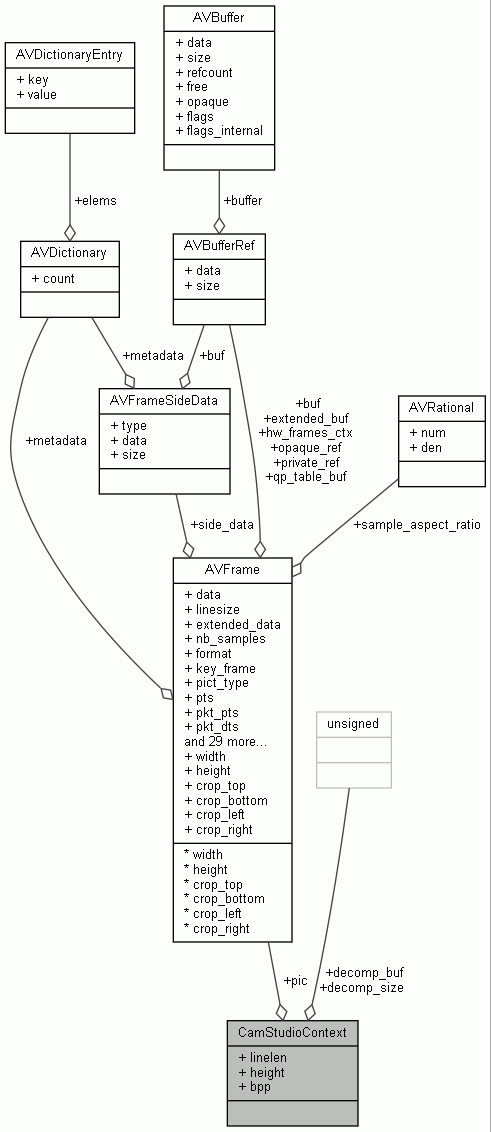 AVBuffer
+ data
+ size
+ refcount
+ free
+ opaque
+ flags
+ flags_internal
AVDictionaryEntry
+ key
+ value
+elems
+buffer
AVDictionary
+ count
AVBufferRef
+ data
+ size
+metadata
+buf
AVFrameSideData
+ type
+ data
+ size
+metadata
+buf
+extended_buf
+hw_frames_ctx
+opaque_ref
+private_ref
+qp_table_buf
AVRational
+ num
+ den
+side_data
+sample_aspect_ratio
AVFrame
+ data
+ linesize
+ extended_data
+ nb_samples
+ format
+ key_frame
+ pict_type
+ pts
+ pkt_pts
+ pkt_dts
and 29 more...
+ width
+ height
+ crop_top
+ crop_bottom
+ crop_left
+ crop_right
* width
* height
* crop_top
* crop_bottom
* crop_left
* crop_right
unsigned
+pic
+decomp_buf
+decomp_size
CamStudioContext
+ linelen
+ height
+ bpp